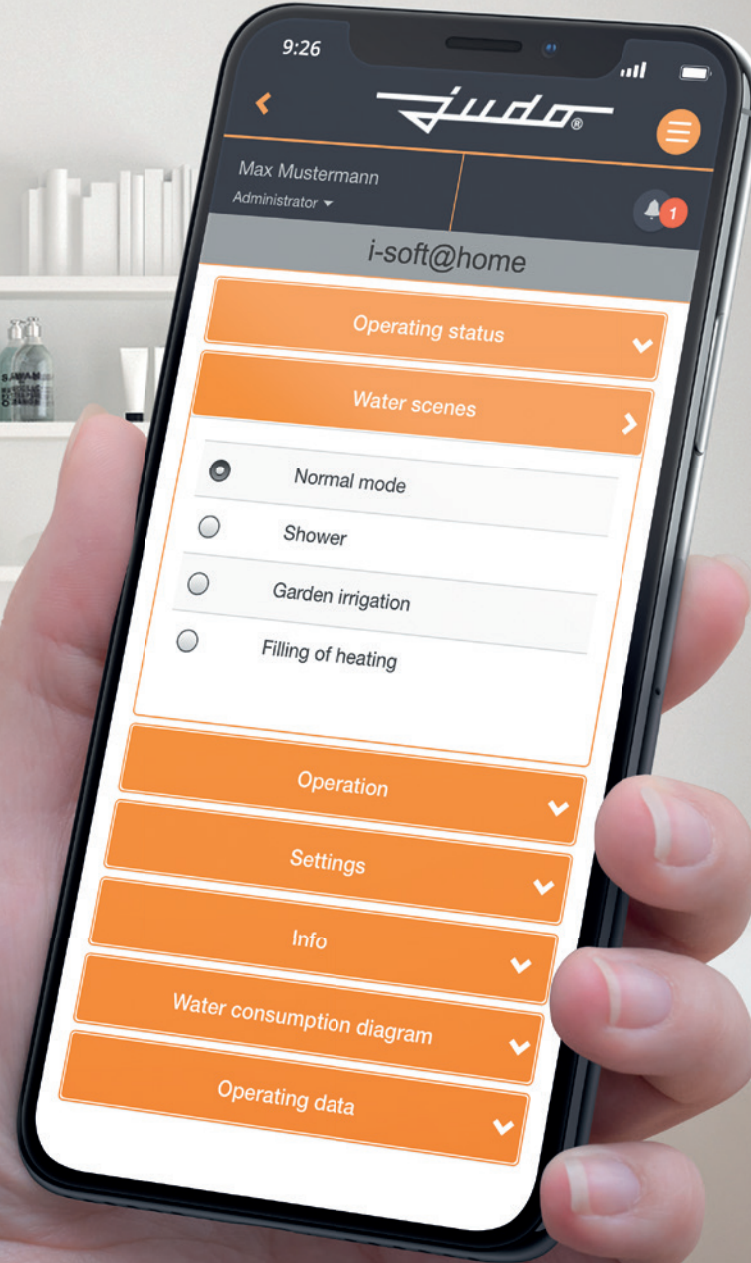 9:26
judo®
Max Mustermann
Administrator
1
i-soft@home
Operating status
Water scenes
Normal mode
Shower
Garden irrigation
Filling of heating
Operation
Settings
Info
Water consumption diagram
Operating data